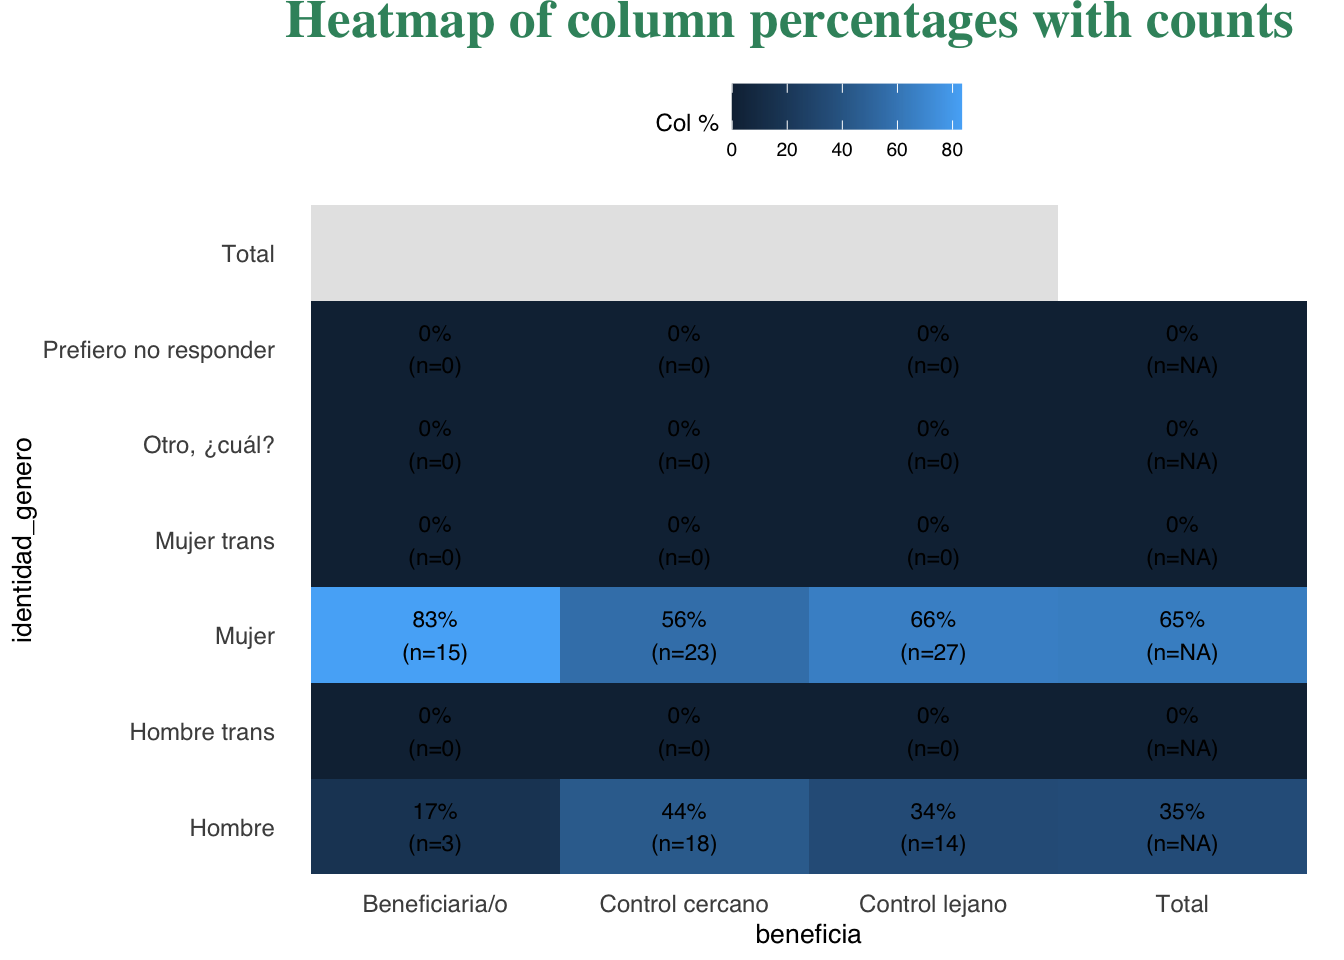 Heatmap of column percentages with counts
Col %
0 20 40 60 80
Total
Prefiero no responder
0% 0% 0% 0%
(n=0) (n=0) (n=0) (n=NA)
Otro, ¿cuál?
0% 0% 0% 0%
(n=0) (n=0) (n=0) (n=NA)
Mujer trans
0% 0% 0% 0%
(n=0) (n=0) (n=0) (n=NA)
Mujer
83% 56% 66% 65%
(n=15) (n=23) (n=27) (n=NA)
Hombre trans
0% 0% 0% 0%
(n=0) (n=0) (n=0) (n=NA)
Hombre
17% 44% 34% 35%
(n=3) (n=18) (n=14) (n=NA)
identidad_genero
Beneficiaria/o Control cercano Control lejano Total
beneficia